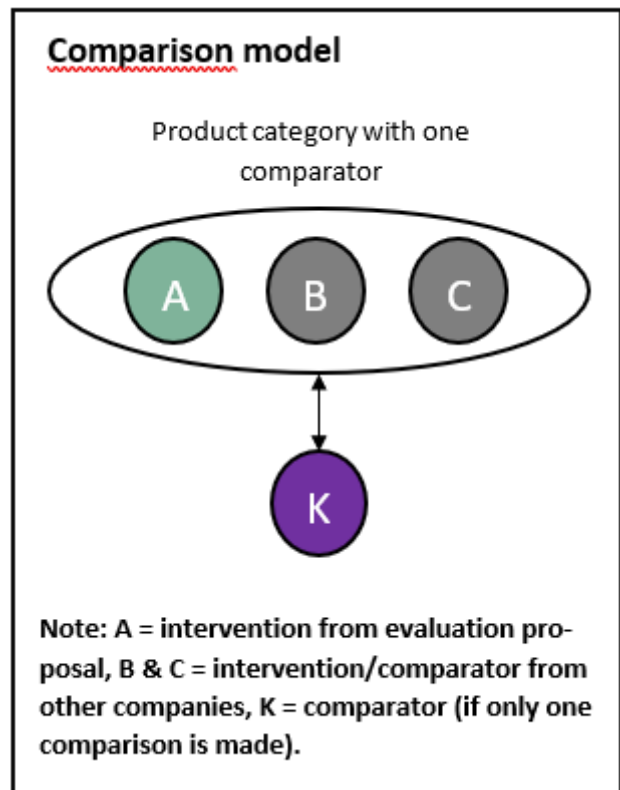 Comparison model
Product category with one
comparator
A B C
K
Note: A = intervention from evaluation pro-
posal, B & C = intervention/comparator from
other companies, K = comparator (if only one
comparison is made).